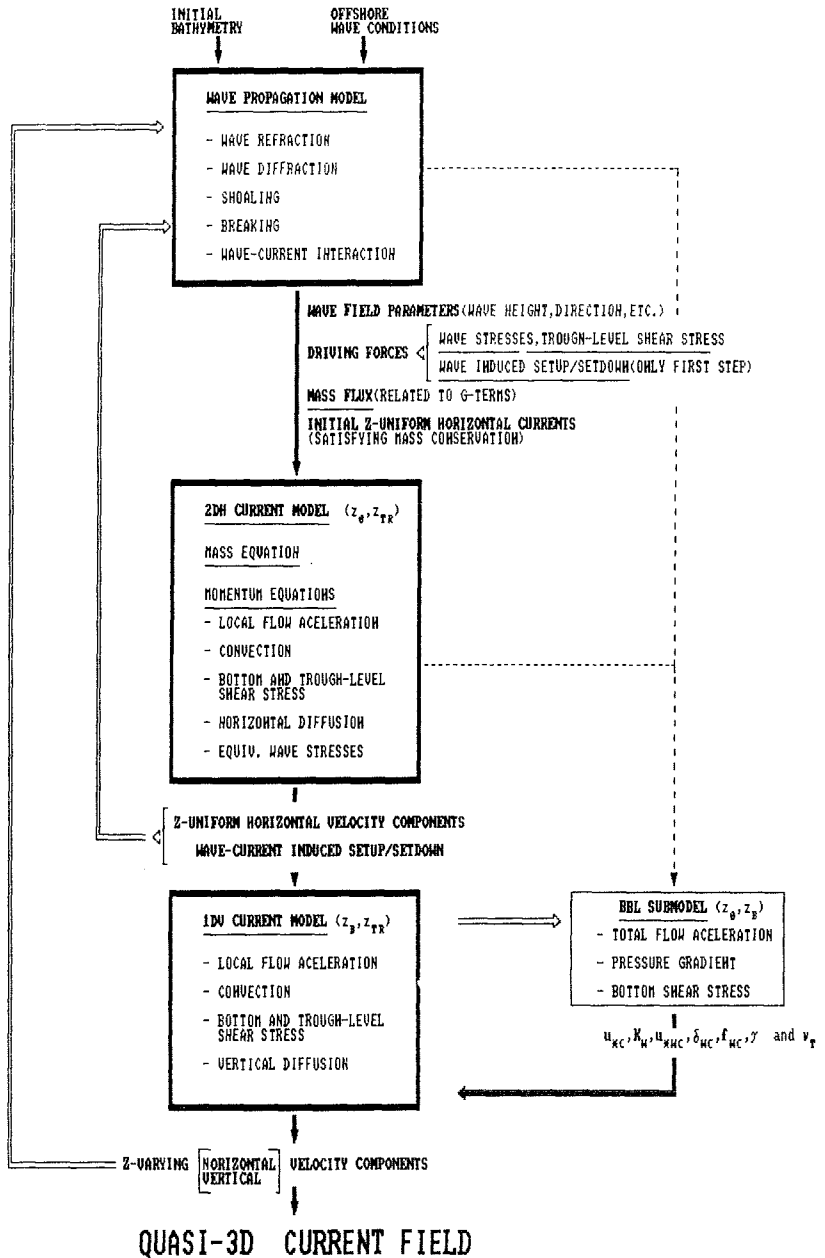 INITIAL
BATHYMETRY
OFFSHORE
WAVE CONDITIONS
WAVE PROPAGATION MODEL
- WAVE REFRACTION
- WAVE DIFFRACTION
- SHOALING
- BREAKING
- WAVE-CURRENT INTERACTION
WAVE FIELD PARAMETERS(WAVE HEIGHT,DIRECTION,ETC.)
DRIVING FORCES
WAVE STRESSES,TROUGN-LEVEL SHEAR STRESS
WAVE INDUCED SETUP/SETDOWN(ONLY FIRST STEP)
MASS FLUX(RELATED TO G-TERMS)
INITIAL Z-UNIFORM HORIZONTAL CURRENTS
(SATISFYING MASS CONSERVATION)
2DH CURRENT MODEL (z₀,z_TR)
MASS EQUATION
MOMENTUM EQUATIONS
- LOCAL FLOW ACELERATION
- CONVECTION
- BOTTOM AND TROUGH-LEVEL
SHEAR STRESS
- HORIZONTAL DIFFUSION
- EQUIV. WAVE STRESSES
Z-UNIFORM HORIZONTAL VELOCITY COMPONENTS
WAVE-CURRENT INDUCED SETUP/SETDOWN
1DV CURRENT MODEL (z_B,z_TR)
- LOCAL FLOW ACELERATION
- CONVECTION
- BOTTOM AND TROUGH-LEVEL
SHEAR STRESS
- VERTICAL DIFFUSION
BBL SUBMODEL (z₀,z_B)
- TOTAL FLOW ACELERATION
- PRESSURE GRADIENT
- BOTTOM SHEAR STRESS
u_*C,K_W,u_*WC,δ_WC,f_WC,γ and ν_T
Z-VARYING [HORIZONTAL VERTICAL] VELOCITY COMPONENTS
QUASI-3D CURRENT FIELD